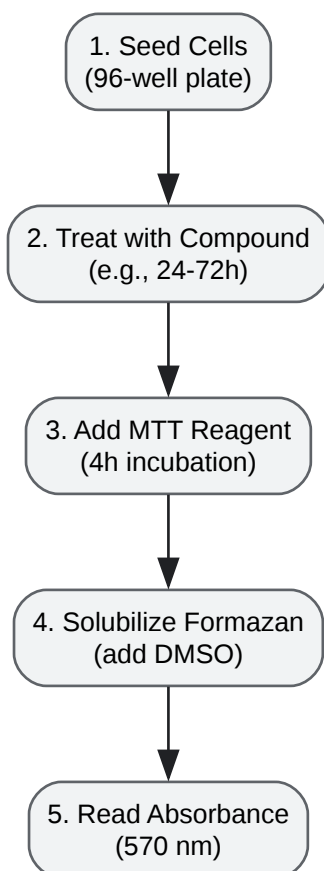 1. Seed Cells
(96-well plate)
2. Treat with Compound
(e.g., 24-72h)
3. Add MTT Reagent
(4h incubation)
4. Solubilize Formazan
(add DMSO)
5. Read Absorbance
(570 nm)